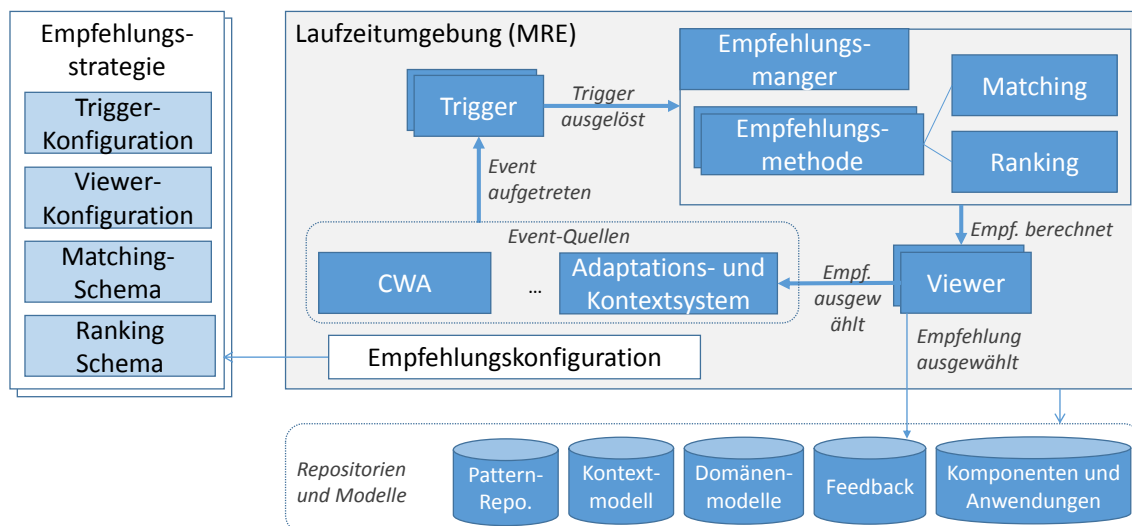 Empfehlungs-
strategie
Trigger-
Konfiguration
Viewer-
Konfiguration
Matching-
Schema
Ranking
Schema
Laufzeitumgebung (MRE)
Trigger
Trigger
ausgelöst
Empfehlungs-
manger
Empfehlungs-
methode
Matching
Ranking
Event
aufgetreten
Empf. berechnet
Event-Quellen
CWA
...
Adaptations- und
Kontextsystem
Empf.
ausgew
ählt
Viewer
Empfehlung
ausgewählt
Empfehlungskonfiguration
Repositorien
und Modelle
Pattern-
Repo.
Kontext-
modell
Domänen-
modelle
Feedback
Komponenten und
Anwendungen